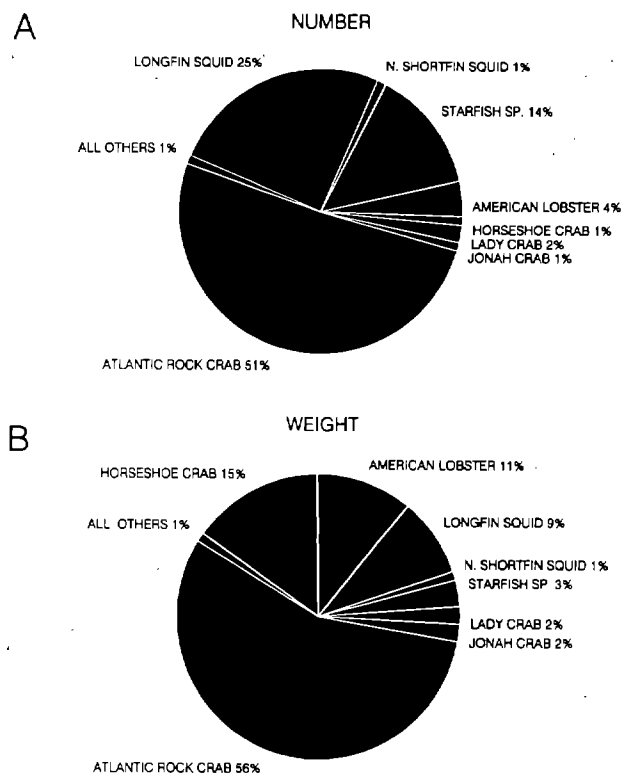 A
NUMBER
LONGFIN SQUID 25%
N. SHORTFIN SQUID 1%
STARFISH SP. 14%
ALL OTHERS 1%
AMERICAN LOBSTER 4%
HORSESHOE CRAB 1%
LADY CRAB 2%
JONAH CRAB 1%
ATLANTIC ROCK CRAB 51%
B
WEIGHT
HORSESHOE CRAB 15%
AMERICAN LOBSTER 11%
LONGFIN SQUID 9%
ALL OTHERS 1%
N. SHORTFIN SQUID 1%
STARFISH SP 3%
LADY CRAB 2%
JONAH CRAB 2%
ATLANTIC ROCK CRAB 56%